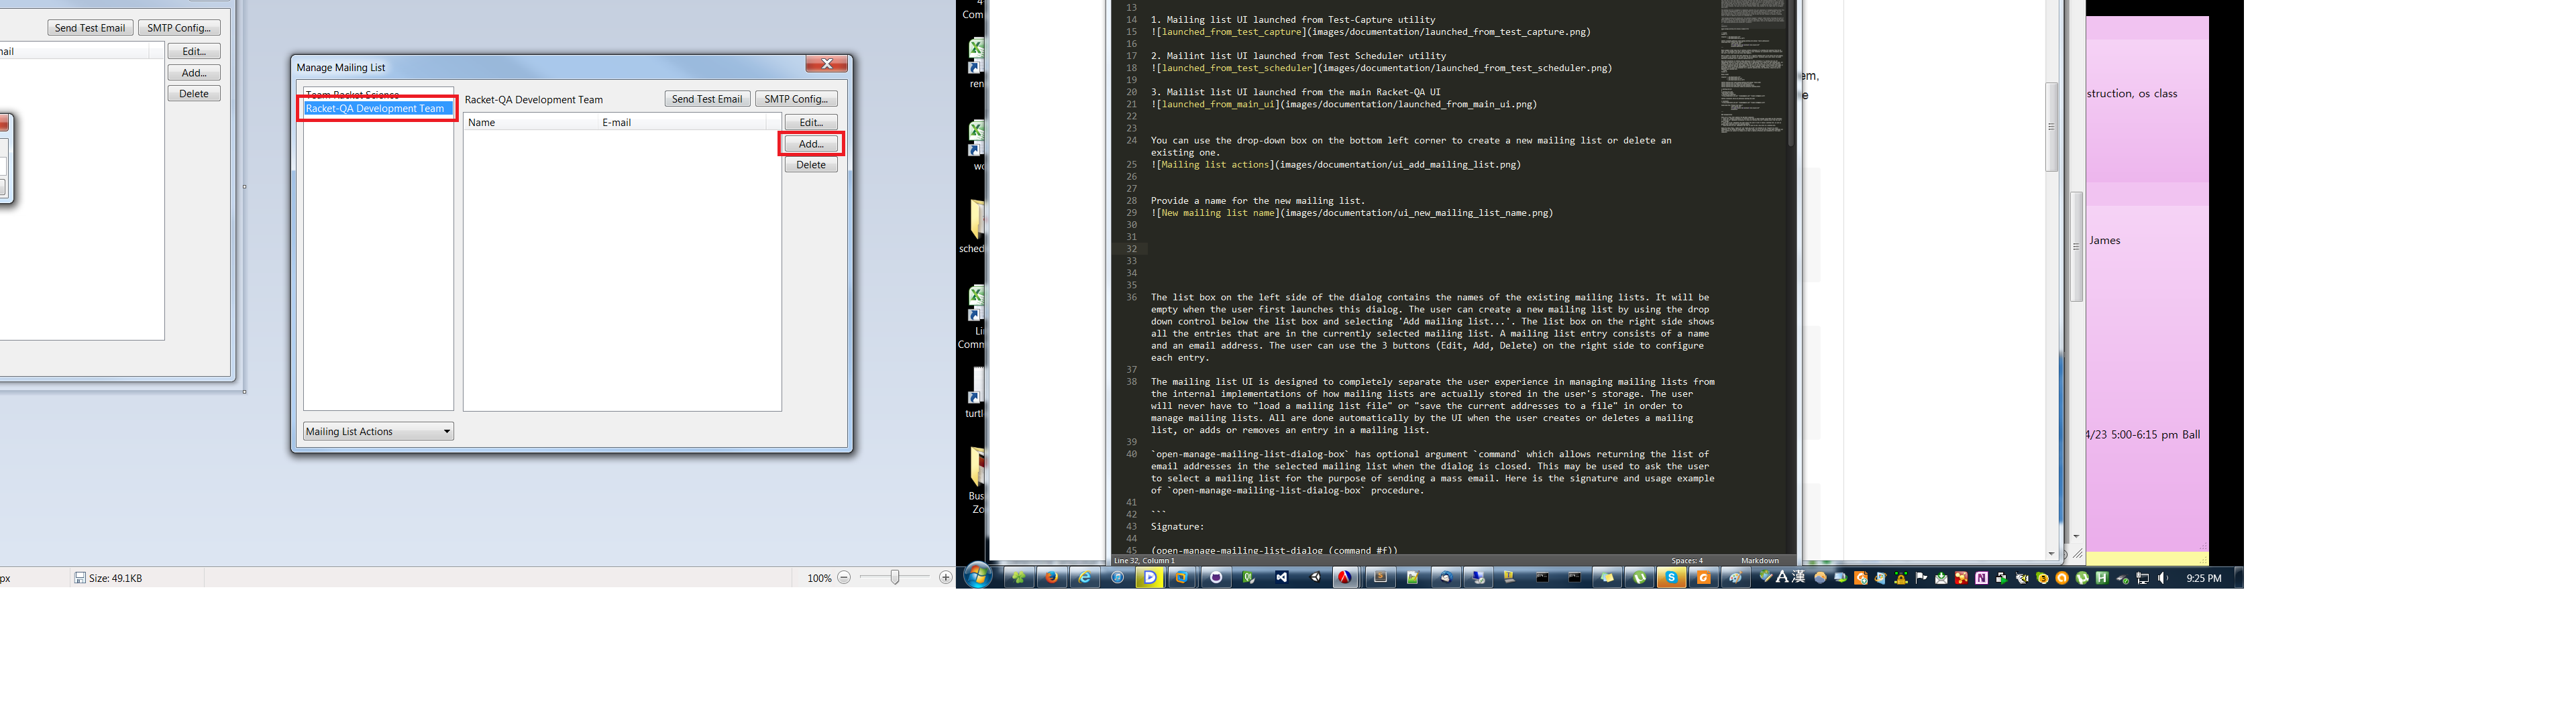 Send Test Email
SMTP Config...
nail
Edit...
Add...
Delete
px
Size: 49.1KB
100%
Manage Mailing List
Team Racket Science
Racket-QA Development Team
Racket-QA Development Team
Send Test Email
SMTP Config...
Name
E-mail
Edit...
Add...
Delete
Mailing List Actions
Com
ren
wo
sched
Li
Comm
turtl
Bus
Zo
13
14 1. Mailing list UI launched from Test-Capture utility
15 ![launched_from_test_capture](images/documentation/launched_from_test_capture.png)
16
17 2. Mailint list UI launched from Test Scheduler utility
18 ![launched_from_test_scheduler](images/documentation/launched_from_test_scheduler.png)
19
20 3. Mailist list UI launched from the main Racket-QA UI
21 ![launched_from_main_ui](images/documentation/launched_from_main_ui.png)
22
23
24 You can use the drop-down box on the bottom left corner to create a new mailing list or delete an
existing one.
25 ![Mailing list actions](images/documentation/ui_add_mailing_list.png)
26
27
28 Provide a name for the new mailing list.
29 ![New mailing list name](images/documentation/ui_new_mailing_list_name.png)
30
31
32
33
34
35
36 The list box on the left side of the dialog contains the names of the existing mailing lists. It will be
empty when the user first launches this dialog. The user can create a new mailing list by using the drop
down control below the list box and selecting 'Add mailing list...'. The list box on the right side shows
all the entries that are in the currently selected mailing list. A mailing list entry consists of a name
and an email address. The user can use the 3 buttons (Edit, Add, Delete) on the right side to configure
each entry.
37
38 The mailing list UI is designed to completely separate the user experience in managing mailing lists from
the internal implementations of how mailing lists are actually stored in the user's storage. The user
will never have to "load a mailing list file" or "save the current addresses to a file" in order to
manage mailing lists. All are done automatically by the UI when the user creates or deletes a mailing
list, or adds or removes an entry in a mailing list.
39
40 `open-manage-mailing-list-dialog-box` has optional argument `command` which allows returning the list of
email addresses in the selected mailing list when the dialog is closed. This may be used to ask the user
to select a mailing list for the purpose of sending a mass email. Here is the signature and usage example
of `open-manage-mailing-list-dialog-box` procedure.
41
42 ```
43 Signature:
44
45 (open-manage-mailing-list-dialog (command #f))
Line 32, Column 1
Spaces: 4
Markdown
em,
e
struction, os class
James
4/23 5:00-6:15 pm Ball
A 漢
9:25 PM